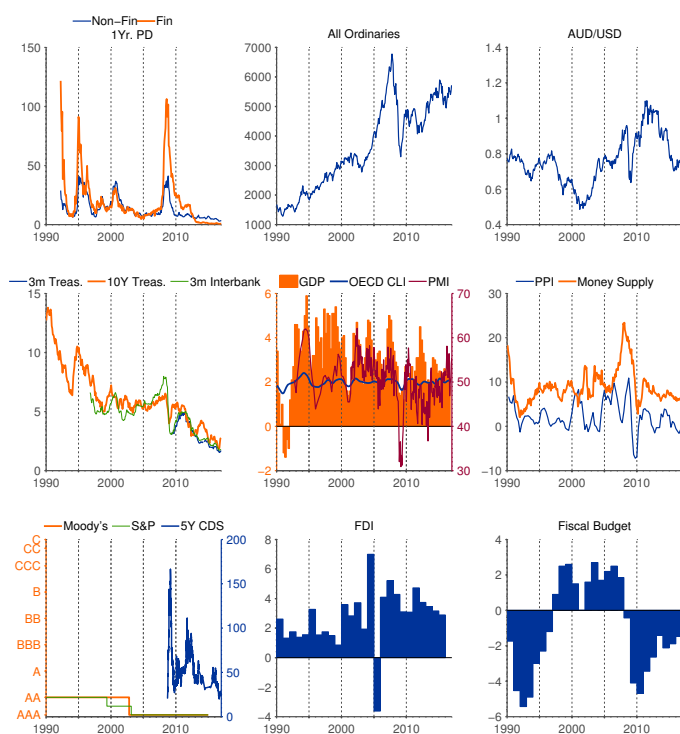 Non−Fin Fin
1Yr. PD
150
100
50
0
1990 2000 2010
All Ordinaries
7000
6000
5000
4000
3000
2000
1000
1990 2000 2010
AUD/USD
1.4
1.2
1
0.8
0.6
0.4
1990 2000 2010
3m Treas. 10Y Treas. 3m Interbank
15
10
5
0
1990 2000 2010
GDP OECD CLI PMI
6
4
2
0
−2
70
60
50
40
30
1990 2000 2010
PPI Money Supply
30
20
10
0
−10
1990 2000 2010
Moody's S&P 5Y CDS
C
CC
CCC
B
BB
BBB
A
AA
AAA
200
150
100
50
0
1990 2000 2010
FDI
8
6
4
2
0
−2
−4
1990 2000 2010
Fiscal Budget
4
2
0
−2
−4
−6
1990 2000 2010